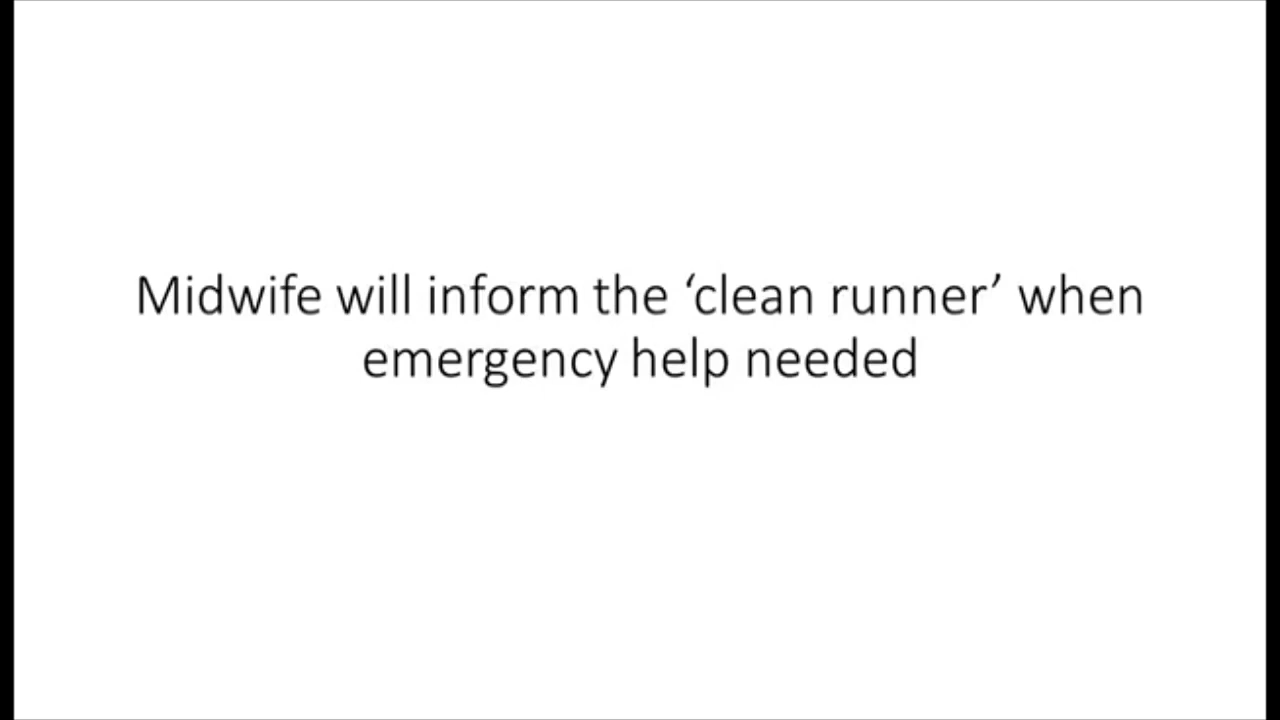 Midwife will inform the ‘clean runner’ when
emergency help needed